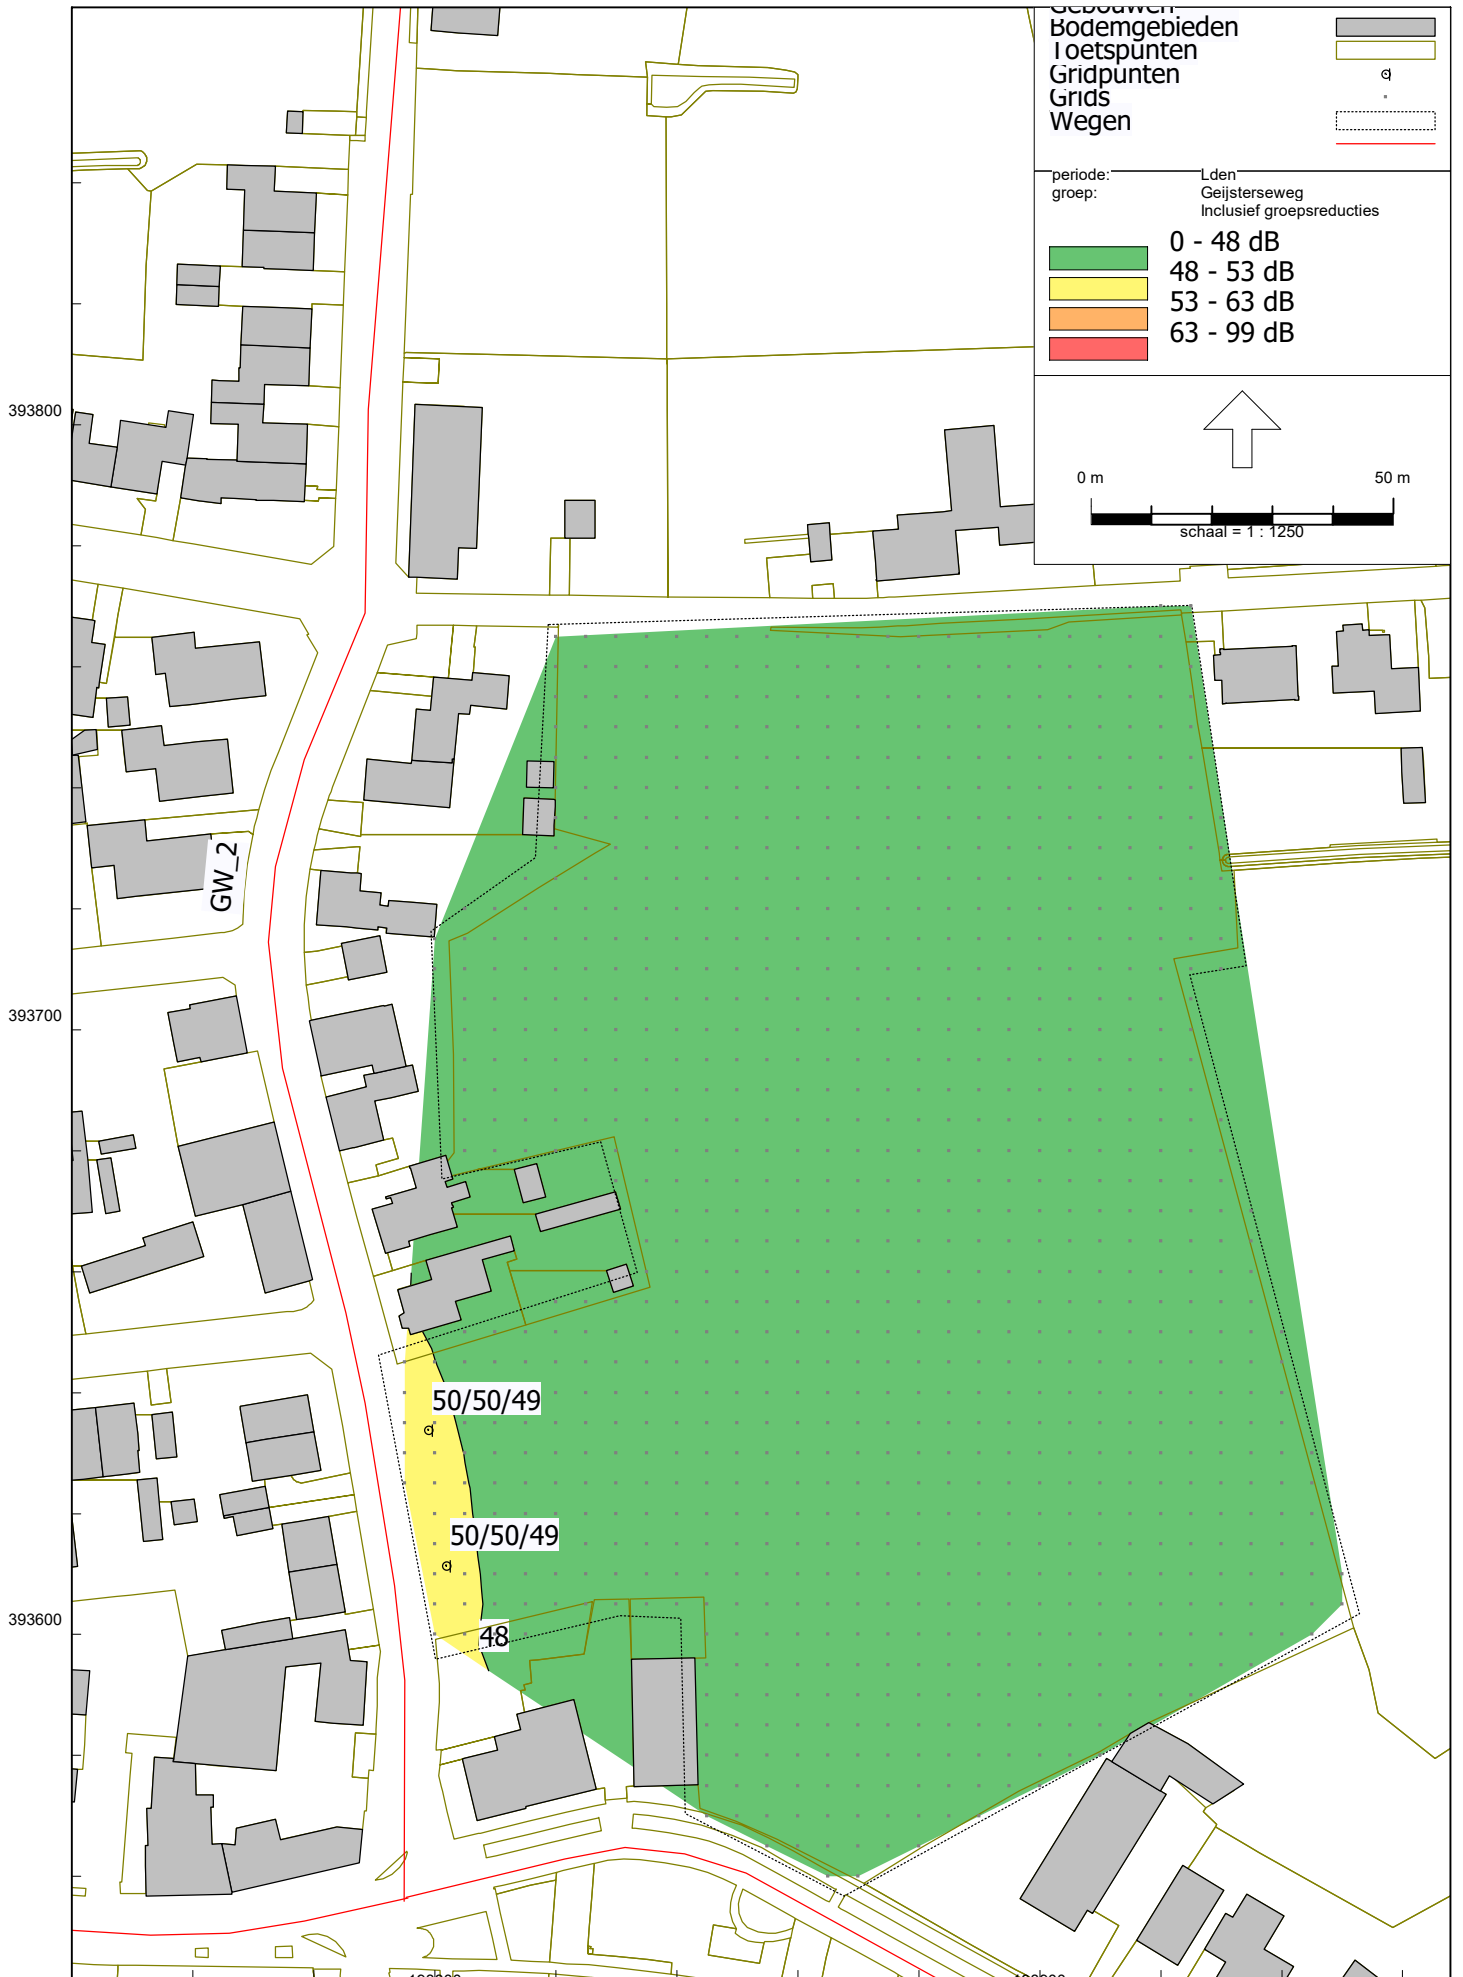 Gebouwen
Bodemgebieden
Toetspunten
Gridpunten
Grids
Wegen
periode: Lden
groep: Geijsterseweg
Inclusief groepsreducties
0 - 48 dB
48 - 53 dB
53 - 63 dB
63 - 99 dB
0 m 50 m
schaal = 1 : 1250
393800
GW_2
393700
50/50/49
50/50/49
393600
48